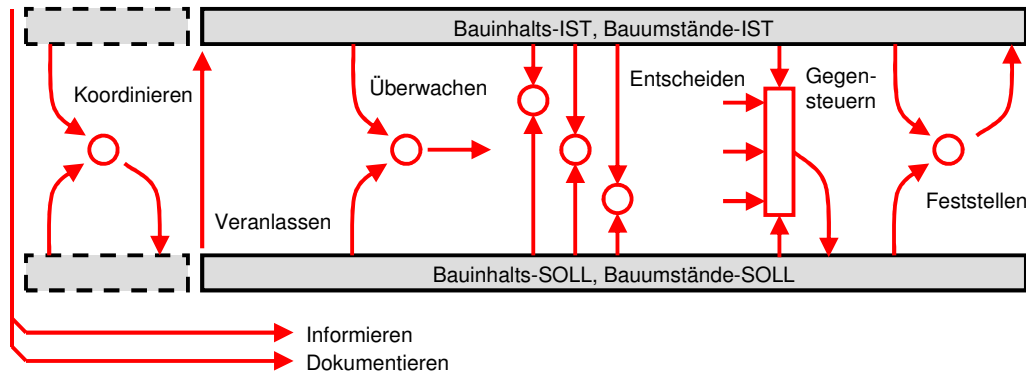 Bauinhalts-IST, Bauumstände-IST
Koordinieren
Überwachen
Entscheiden
Gegen-
steuern
Veranlassen
Feststellen
Bauinhalts-SOLL, Bauumstände-SOLL
Informieren
Dokumentieren